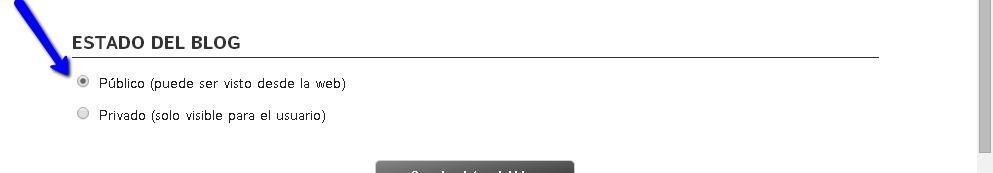 ESTADO DEL BLOG
Público (puede ser visto desde la web)
Privado (solo visible para el usuario)